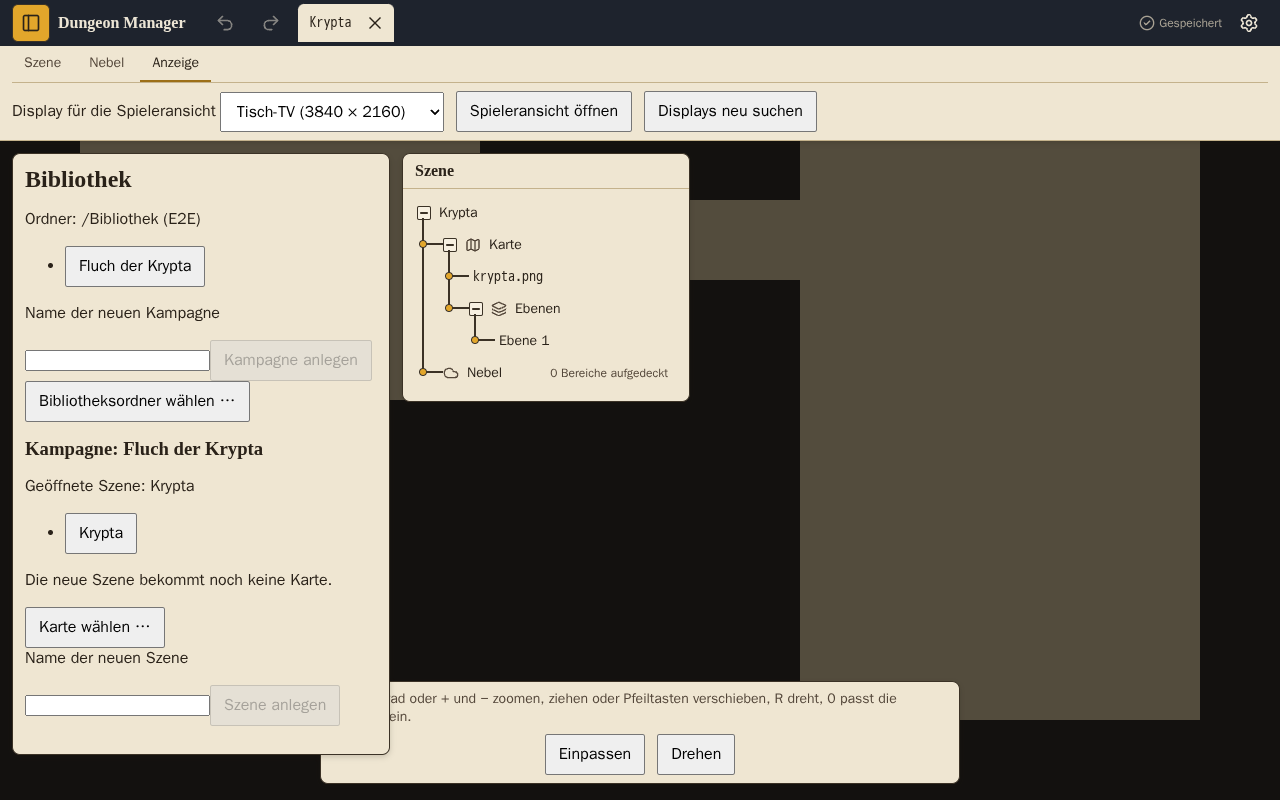 Dungeon Manager
Krypta
Gespeichert
Szene
Nebel
Anzeige
Display für die Spieleransicht
Tisch-TV (3840 × 2160)
Spieleransicht öffnen
Displays neu suchen
Bibliothek
Ordner: /Bibliothek (E2E)
• Fluch der Krypta
Name der neuen Kampagne
Kampagne anlegen
Bibliotheksordner wählen ···
Kampagne: Fluch der Krypta
Geöffnete Szene: Krypta
• Krypta
Die neue Szene bekommt noch keine Karte.
Karte wählen ···
Name der neuen Szene
Szene anlegen
Szene
Krypta
Karte
krypta.png
Ebenen
Ebene 1
Nebel
0 Bereiche aufgedeckt
oder + und − zoomen, ziehen oder Pfeiltasten verschieben, R dreht, 0 passt die
ein.
Einpassen
Drehen